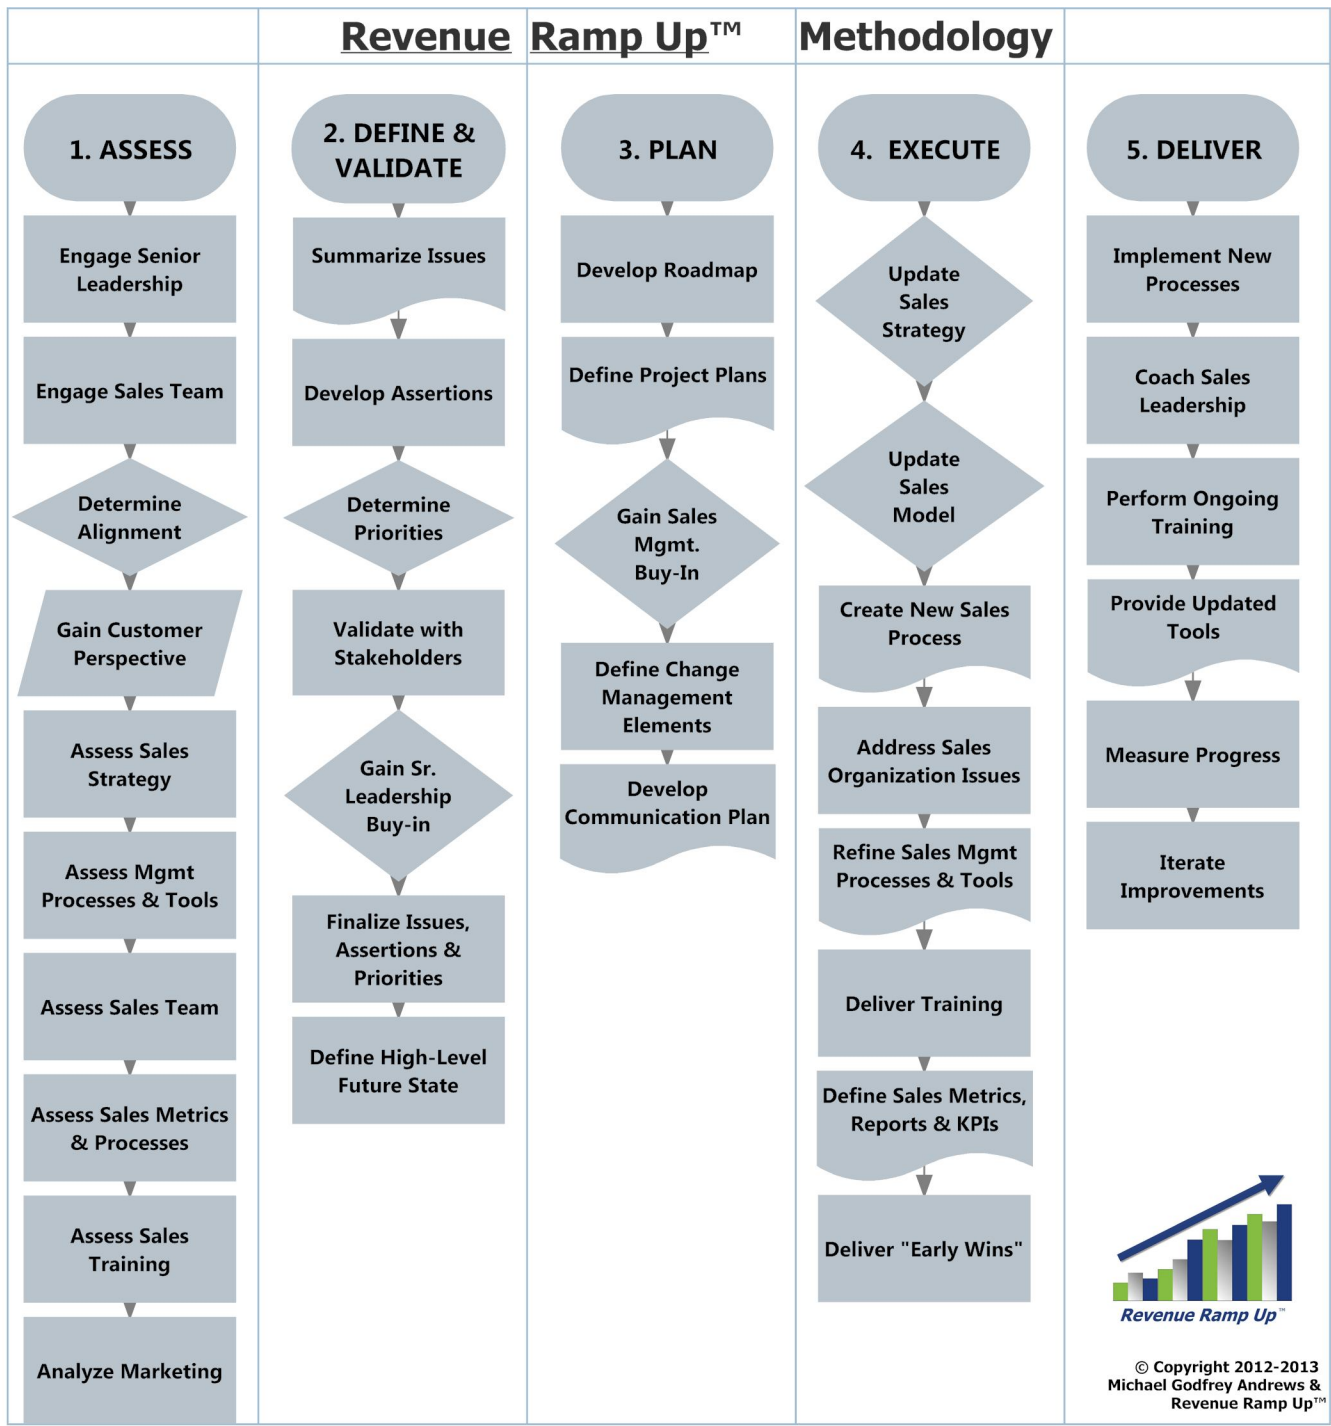 Revenue Ramp Up™ Methodology
1. ASSESS
Engage Senior
Leadership
Engage Sales Team
Determine
Alignment
Gain Customer
Perspective
Assess Sales
Strategy
Assess Mgmt
Processes & Tools
Assess Sales Team
Assess Sales Metrics
& Processes
Assess Sales
Training
Analyze Marketing
2. DEFINE &
VALIDATE
Summarize Issues
Develop Assertions
Determine
Priorities
Validate with
Stakeholders
Gain Sr.
Leadership
Buy-in
Finalize Issues,
Assertions &
Priorities
Define High-Level
Future State
3. PLAN
Develop Roadmap
Define Project Plans
Gain Sales
Mgmt.
Buy-In
Define Change
Management
Elements
Develop
Communication Plan
4. EXECUTE
Update
Sales
Strategy
Update
Sales
Model
Create New Sales
Process
Address Sales
Organization Issues
Refine Sales Mgmt
Processes & Tools
Deliver Training
Define Sales Metrics,
Reports & KPIs
Deliver "Early Wins"
5. DELIVER
Implement New
Processes
Coach Sales
Leadership
Perform Ongoing
Training
Provide Updated
Tools
Measure Progress
Iterate
Improvements
Revenue Ramp Up™
© Copyright 2012-2013
Michael Godfrey Andrews &
Revenue Ramp Up™